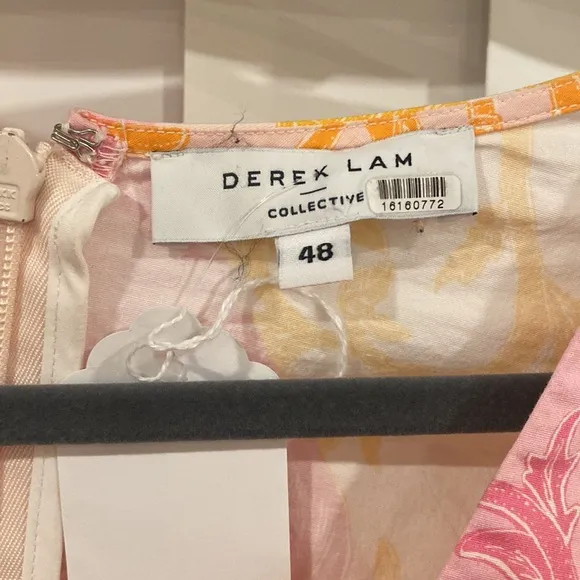 DEREK LAM
COLLECTIVE
16160772
48